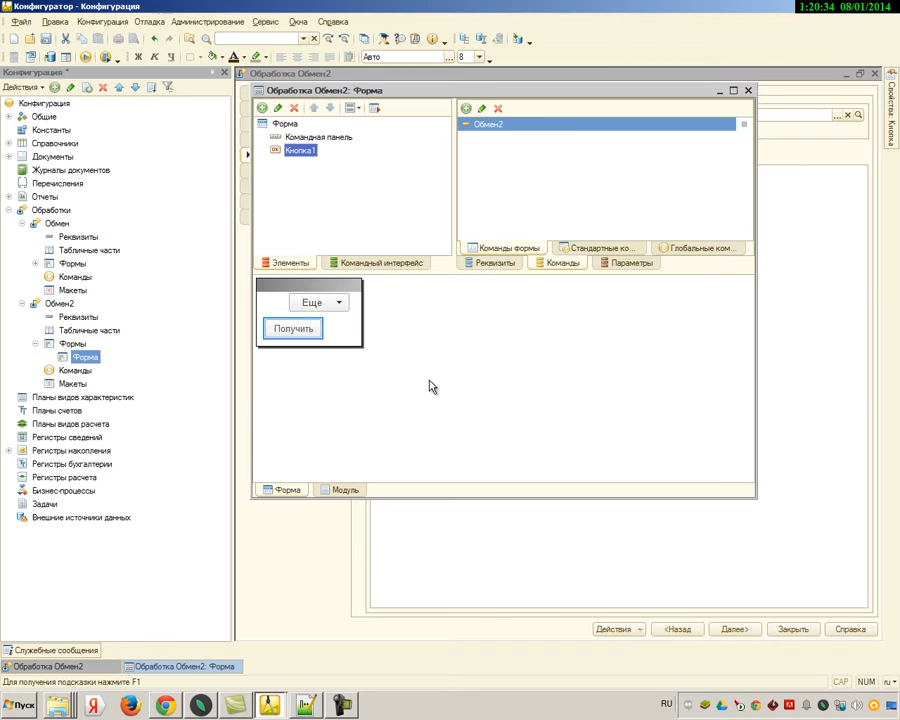 Конфигуратор - Конфигурация
1:20:34 08/01/2014
Файл Правка Конфигурация Отладка Администрирование Сервис Окна Справка
Ж К Ч
Авто 8
Конфигурация *
Действия
Конфигурация
Общие
Константы
Справочники
Документы
Журналы документов
Перечисления
Отчеты
Обработки
Обмен
Реквизиты
Табличные части
Формы
Команды
Макеты
Обмен2
Реквизиты
Табличные части
Формы
Форма
Команды
Макеты
Планы видов характеристик
Планы счетов
Планы видов расчета
Регистры сведений
Регистры накопления
Регистры бухгалтерии
Регистры расчета
Бизнес-процессы
Задачи
Внешние источники данных
Обработка Обмен2
Обработка Обмен2: Форма
Форма
Командная панель
Кнопка1
Элементы Командный интерфейс
Обмен2
Команды формы Стандартные ко... Глобальные ком...
Реквизиты Команды Параметры
Еще
Получить
Форма Модуль
Свойства: Кнопка
Действия <Назад Далее> Закрыть Справка
Служебные сообщения
Обработка Обмен2 Обработка Обмен2: Форма
Для получения подсказки нажмите F1
CAP NUM ru
Пуск
RU